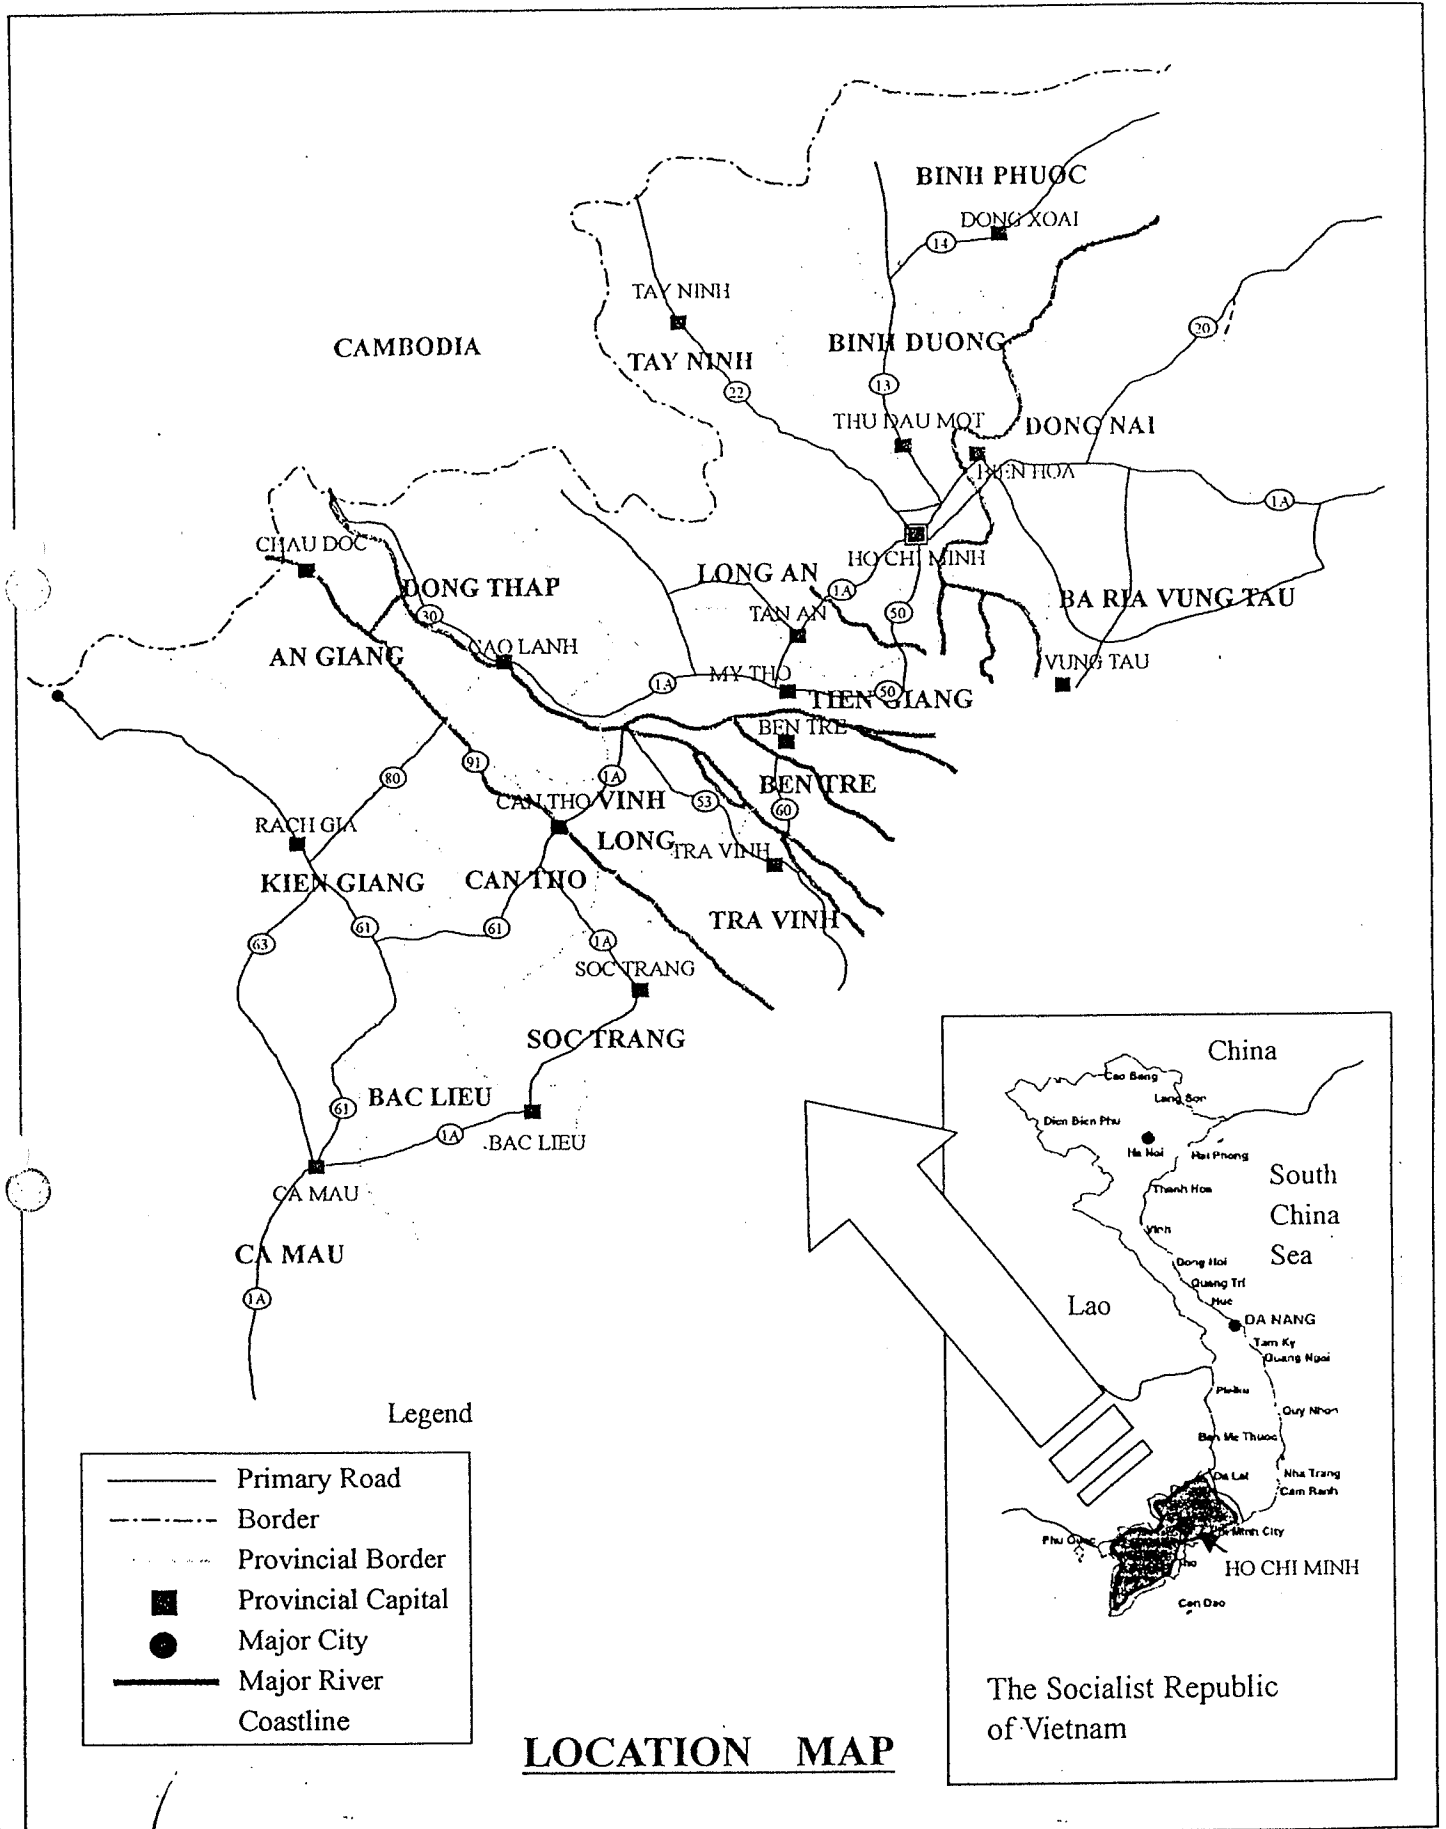 BINH PHUOC
DONG XOAI
14
TAY NINH
20
CAMBODIA
BINH DUONG
TAY NINH
13
22
THU DAU MOT
DONG NAI
BIEN HOA
1A
CHAU DOC
HO CHI MINH
LONG AN
DONG THAP
1A
BA RIA VUNG TAU
30
TAN AN
50
CAO LANH
AN GIANG
VUNG TAU
MY THO
1A
50
TIEN GIANG
BEN TRE
91
80
1A
BEN TRE
CAN THO
VINH
53
60
RACH GIA
LONG
TRA VINH
KIEN GIANG
CAN THO
TRA VINH
61
61
63
1A
SOC TRANG
SOC TRANG
BAC LIEU
61
1A
BAC LIEU
CA MAU
CA MAU
1A
Legend
Primary Road
Border
Provincial Border
Provincial Capital
Major City
Major River
Coastline
LOCATION MAP
China
Cao Bang
Lang Son
Dien Bien Phu
Ha Noi
Hai Phong
South
China
Sea
Thanh Hoa
Vinh
Dong Hoi
Quang Tri
Hue
Lao
DA NANG
Tam Ky
Quang Ngai
Pleiku
Quy Nhon
Ban Me Thuoc
Da Lat
Nha Trang
Cam Ranh
Minh City
Phu Quoc
HO CHI MINH
Con Dao
The Socialist Republic
of Vietnam